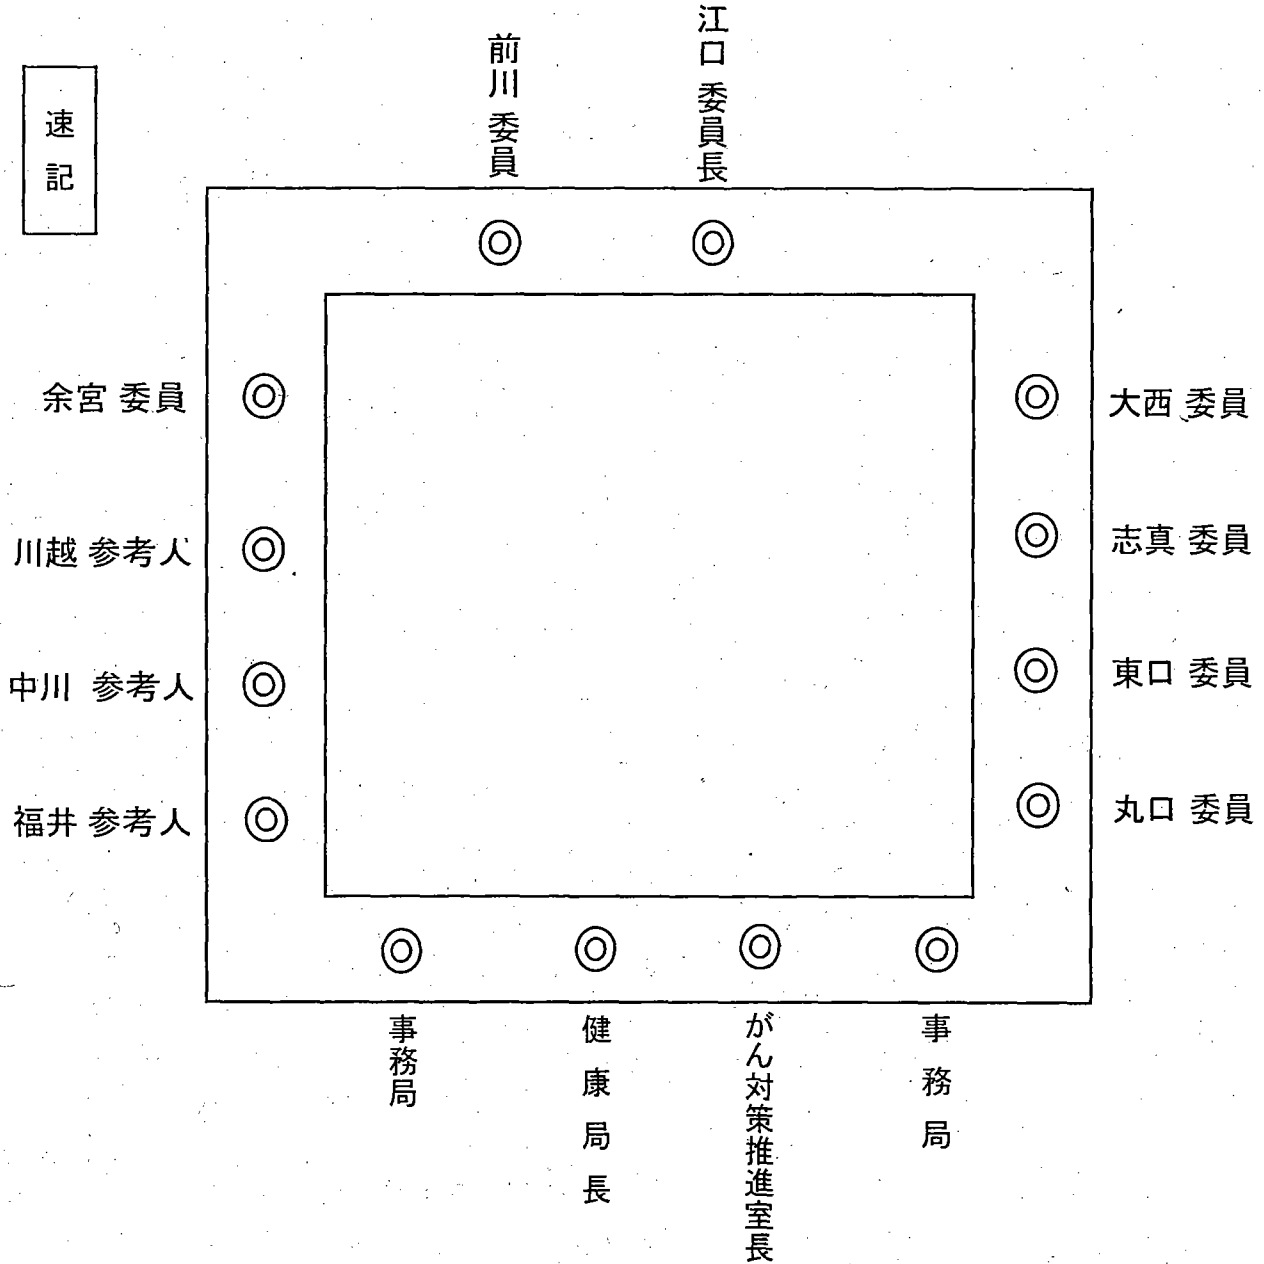 速記
前川 委員
江口 委員長
余宮 委員
川越 参考人
中川 参考人
福井 参考人
大西 委員
志真 委員
東口 委員
丸口 委員
事務局
健康局長
がん対策推進室長
事務局